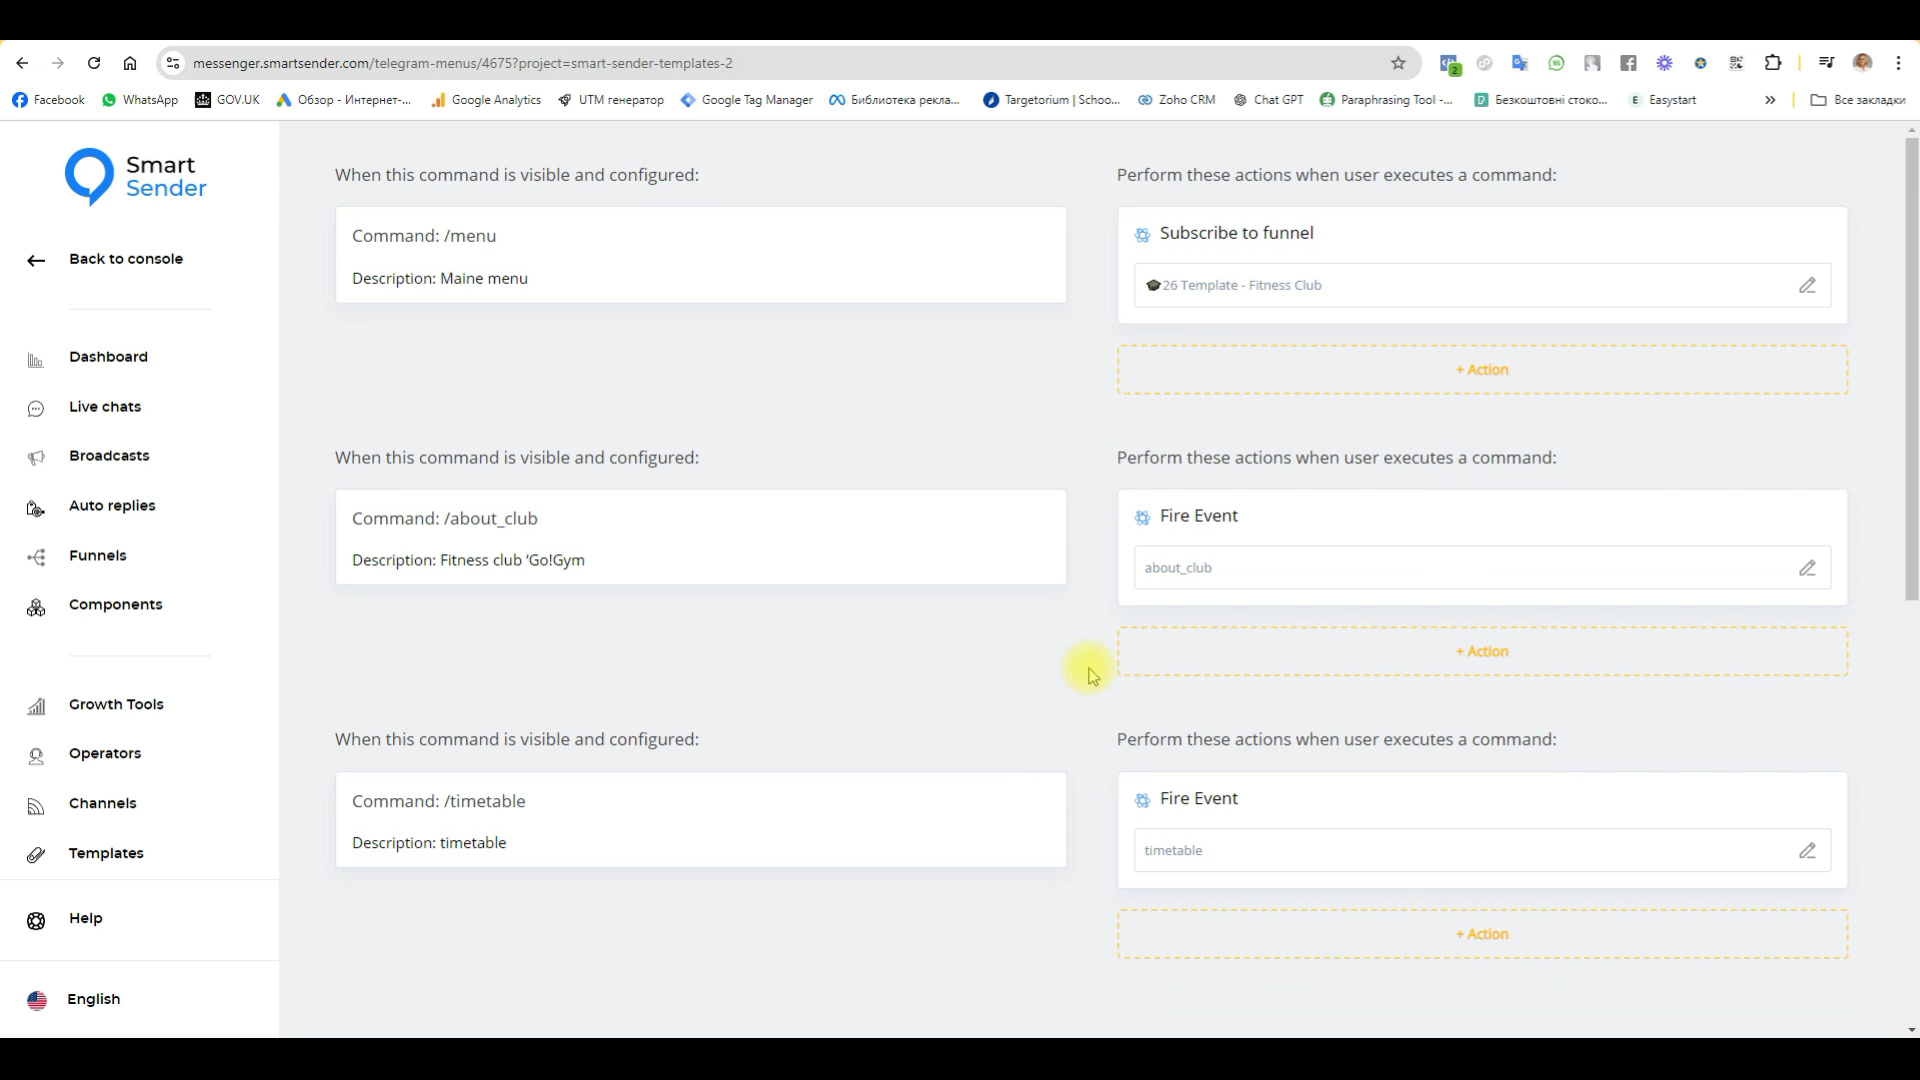 messenger.smartsender.com/telegram-menus/4675?project=smart-sender-templates-2
2
Facebook
WhatsApp
GOV.UK
Обзор - Интернет-...
Google Analytics
UTM генератор
Google Tag Manager
Библиотека рекла...
Targetorium | Schoo...
Zoho CRM
Chat GPT
Paraphrasing Tool -...
Безкоштовні стоко...
E Easystart
»
Все закладки
Smart
Sender
Back to console
Dashboard
Live chats
Broadcasts
Auto replies
Funnels
Components
Growth Tools
Operators
Channels
Templates
Help
English
When this command is visible and configured:
Command: /menu
Description: Maine menu
Perform these actions when user executes a command:
Subscribe to funnel
🎓26 Template - Fitness Club
+ Action
When this command is visible and configured:
Command: /about_club
Description: Fitness club ‘Go!Gym
Perform these actions when user executes a command:
Fire Event
about_club
+ Action
When this command is visible and configured:
Command: /timetable
Description: timetable
Perform these actions when user executes a command:
Fire Event
timetable
+ Action